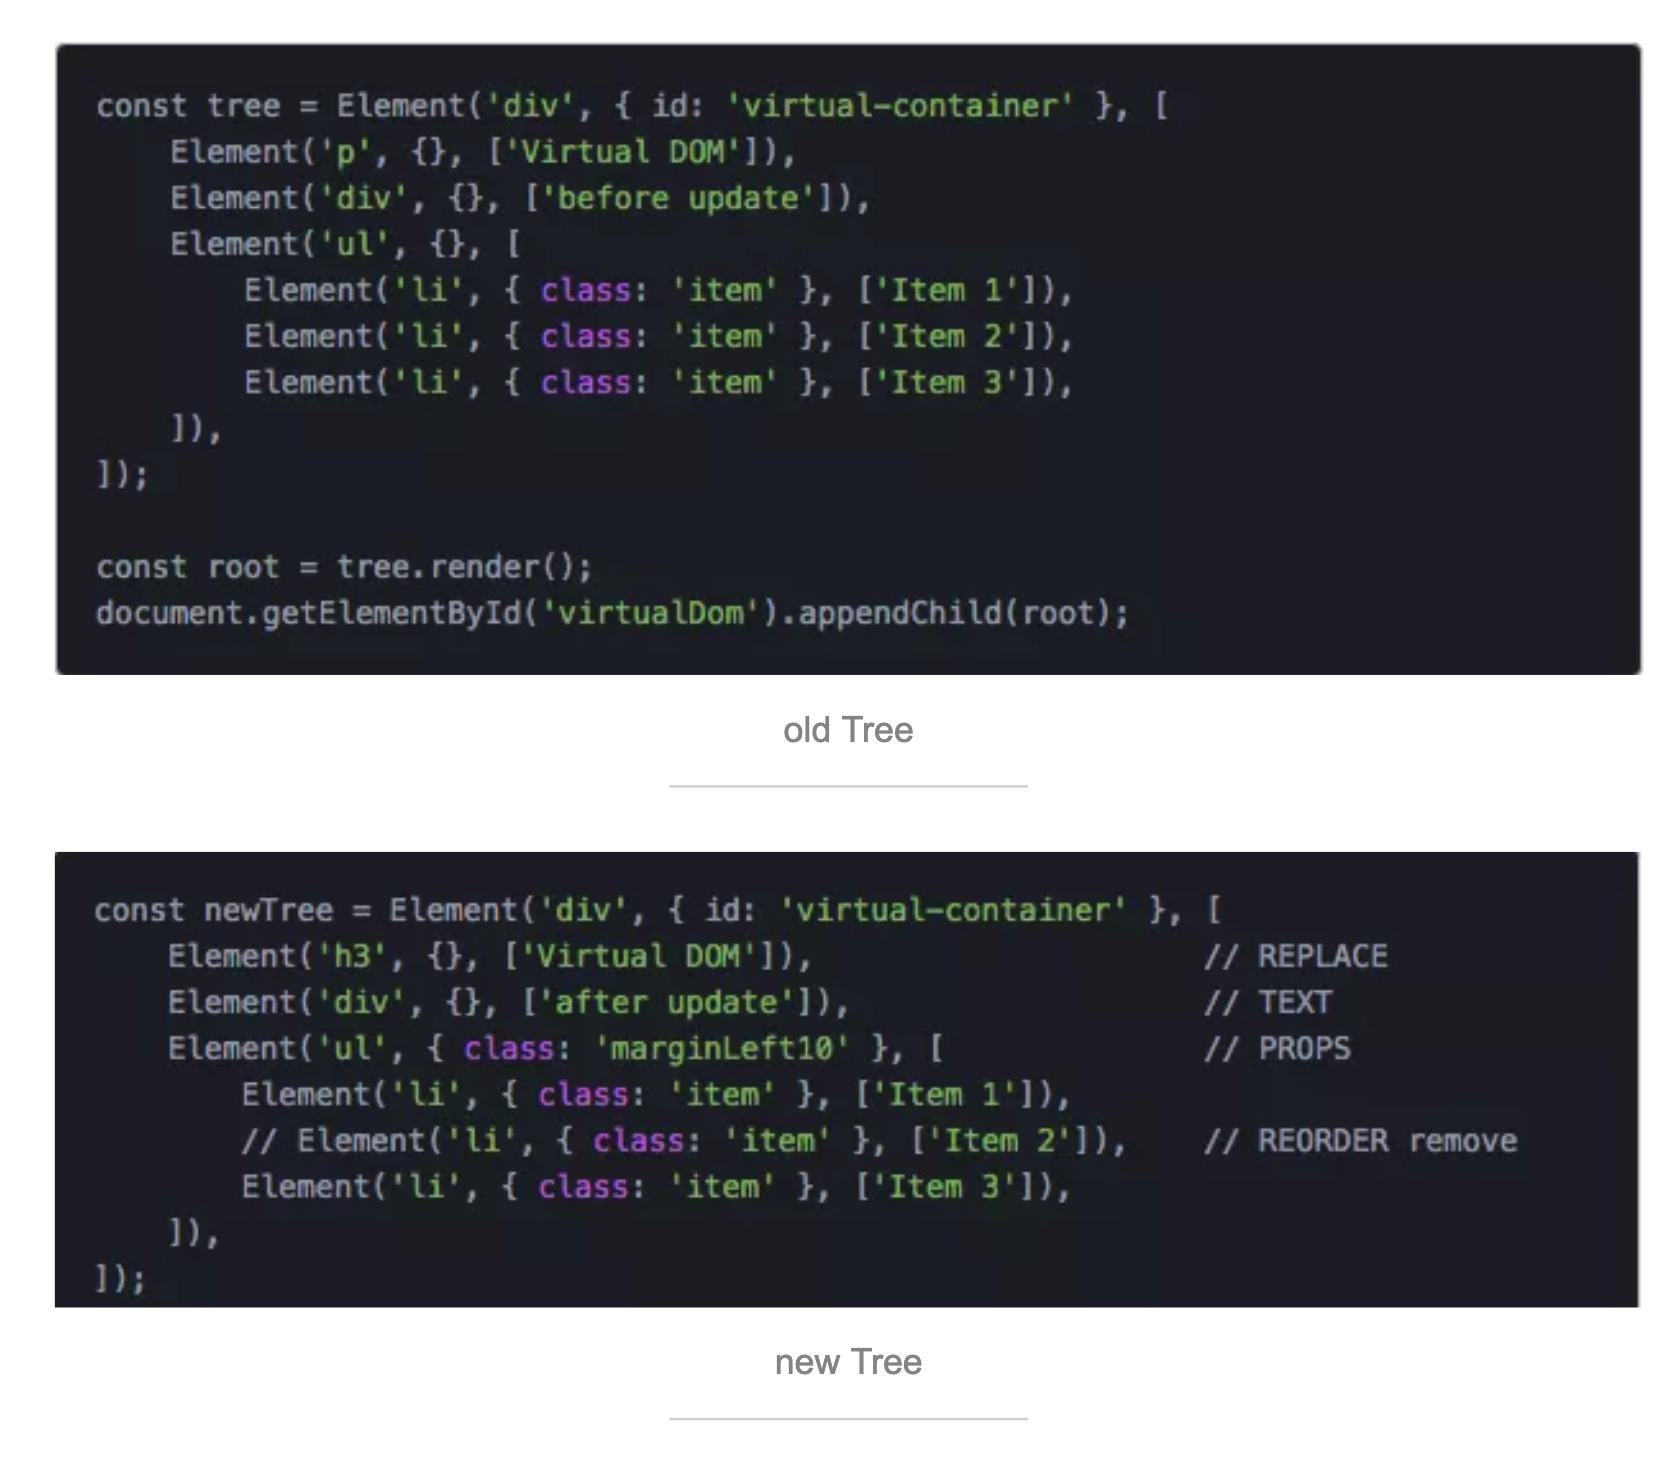 const tree = Element('div', { id: 'virtual-container' }, [
    Element('p', {}, ['Virtual DOM']),
    Element('div', {}, ['before update']),
    Element('ul', {}, [
        Element('li', { class: 'item' }, ['Item 1']),
        Element('li', { class: 'item' }, ['Item 2']),
        Element('li', { class: 'item' }, ['Item 3']),
    ]),
]);
const root = tree.render();
document.getElementById('virtualDom').appendChild(root);
old Tree
const newTree = Element('div', { id: 'virtual-container' }, [
    Element('h3', {}, ['Virtual DOM']),                     // REPLACE
    Element('div', {}, ['after update']),                   // TEXT
    Element('ul', { class: 'marginLeft10' }, [              // PROPS
        Element('li', { class: 'item' }, ['Item 1']),
        // Element('li', { class: 'item' }, ['Item 2']),    // REORDER remove
        Element('li', { class: 'item' }, ['Item 3']),
    ]),
]);
new Tree